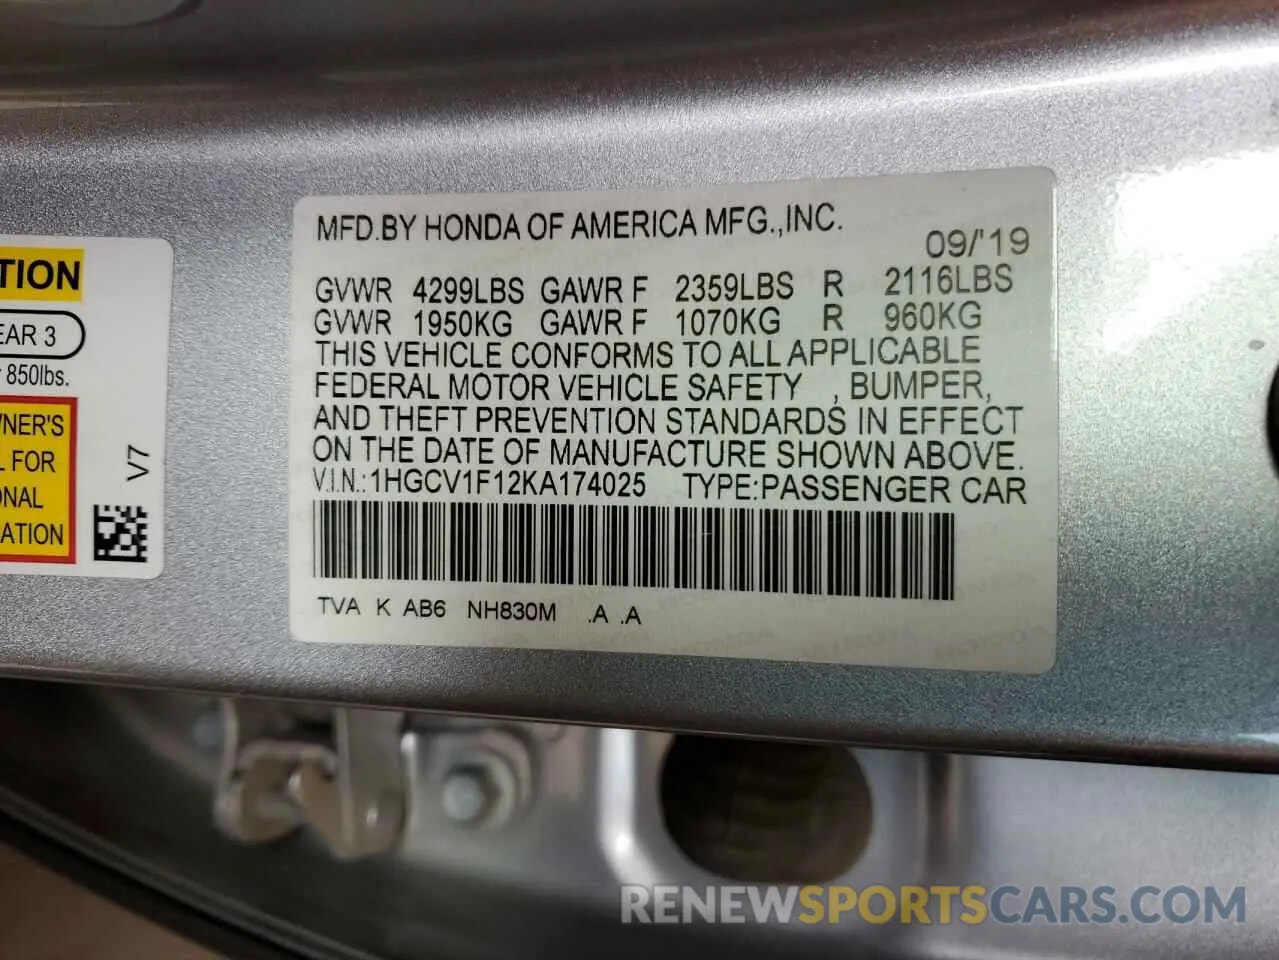 TION
EAR 3
850lbs.
NER'S
FOR
ONAL
ATION
V7
MFD.BY HONDA OF AMERICA MFG.,INC.
09/'19
GVWR 4299LBS GAWR F 2359LBS R 2116LBS
GVWR 1950KG GAWR F 1070KG R 960KG
THIS VEHICLE CONFORMS TO ALL APPLICABLE
FEDERAL MOTOR VEHICLE SAFETY , BUMPER,
AND THEFT PREVENTION STANDARDS IN EFFECT
ON THE DATE OF MANUFACTURE SHOWN ABOVE.
V.I.N.:1HGCV1F12KA174025 TYPE:PASSENGER CAR
TVA K AB6 NH830M .A .A
RENEWSPORTSCARS.COM